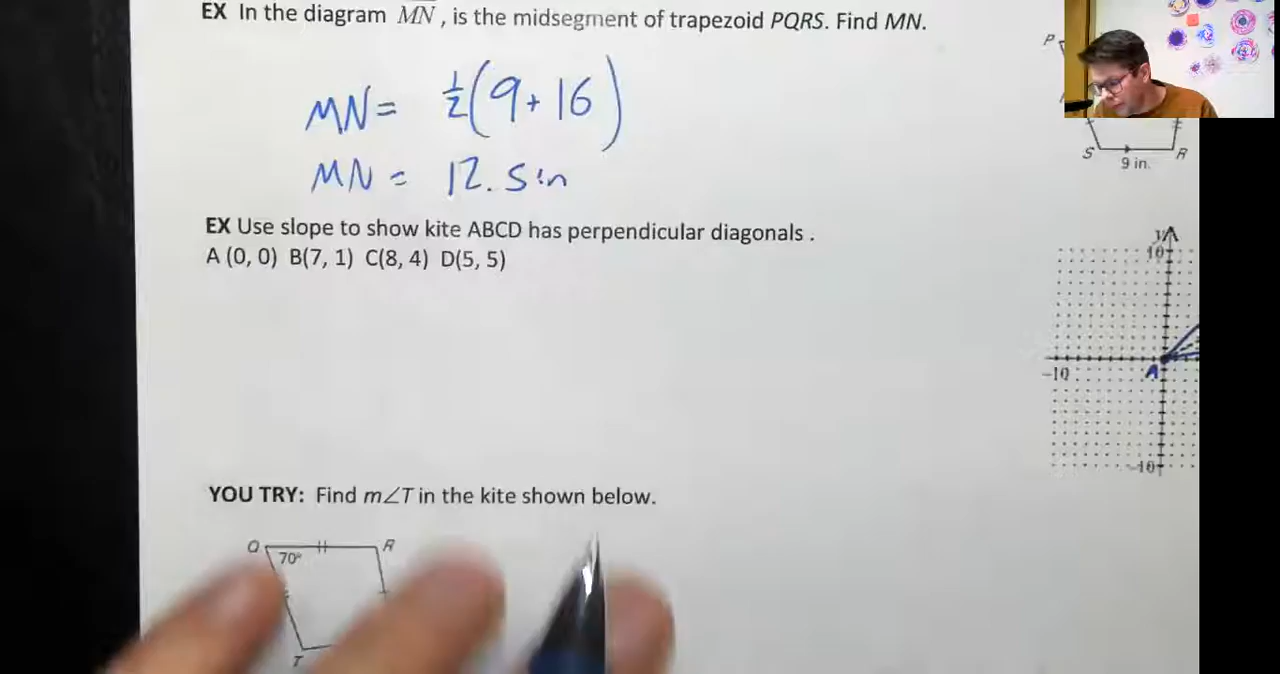 EX In the diagram MN, is the midsegment of trapezoid PQRS. Find MN.
P
MN = 1/2(9+16)
MN = 12.5in
S
R
9 in.
EX Use slope to show kite ABCD has perpendicular diagonals .
A (0, 0) B(7, 1) C(8, 4) D(5, 5)
y
10
-10
A
-10
YOU TRY: Find m∠T in the kite shown below.
Q
R
70°
T